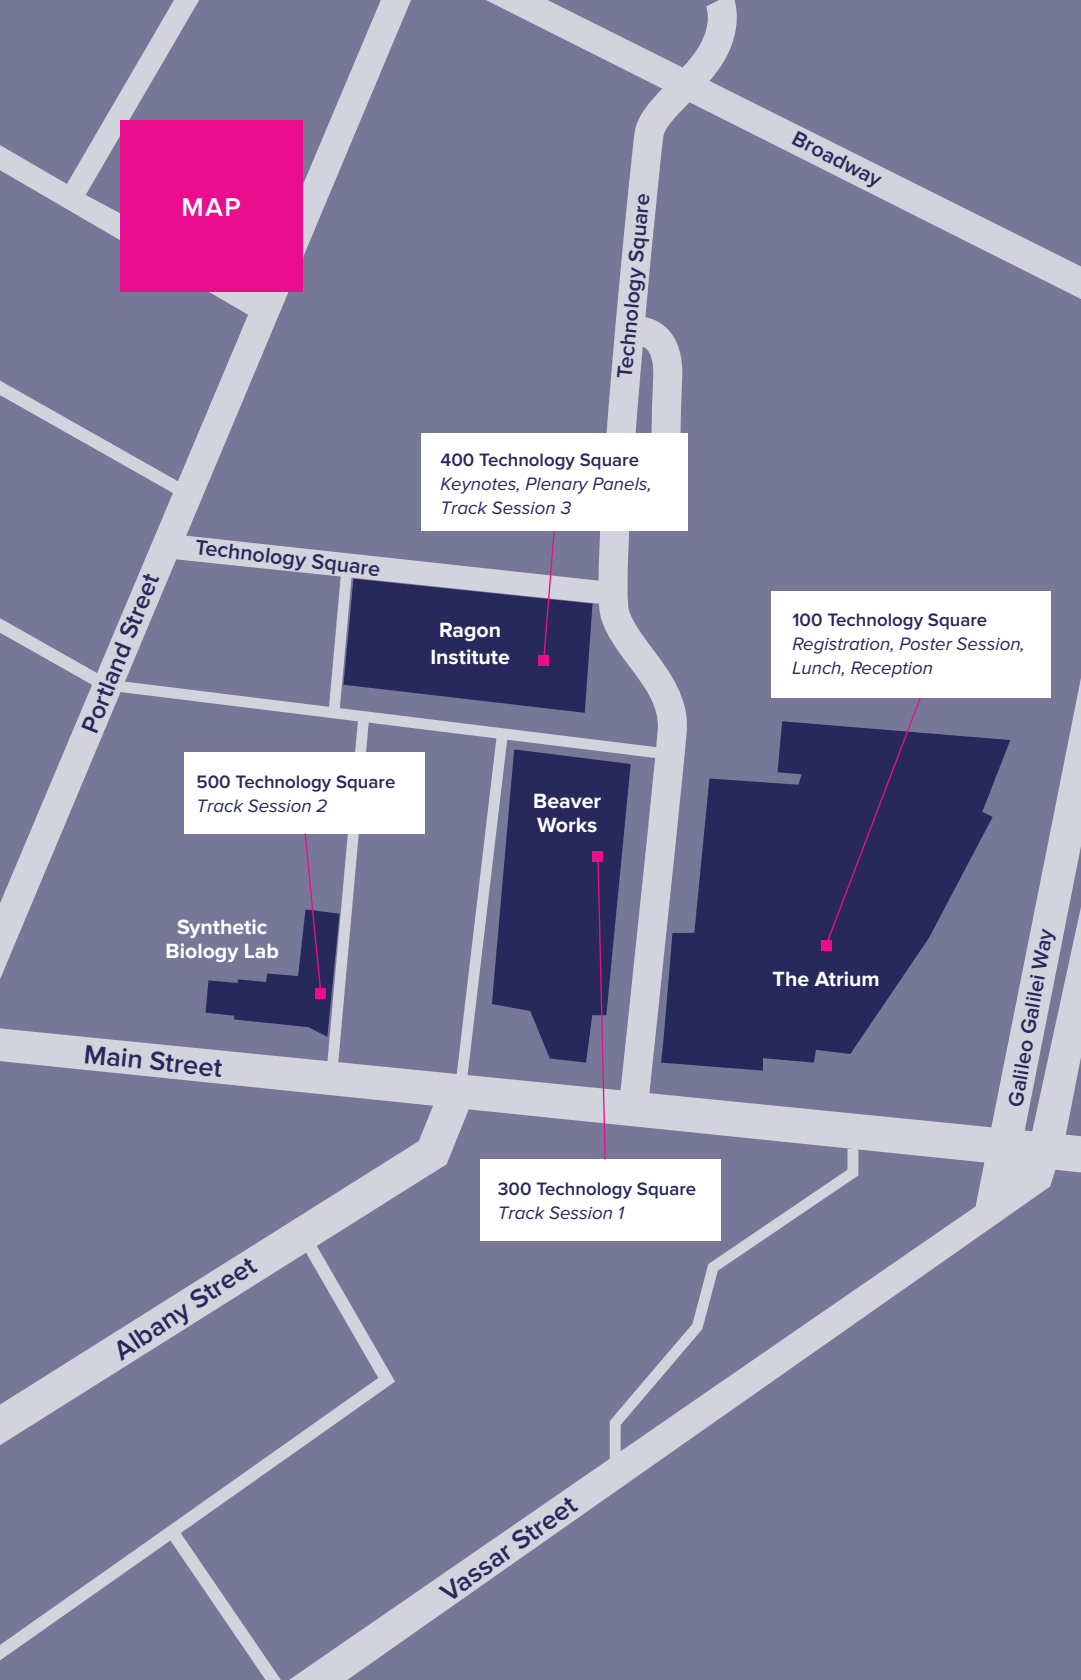 MAP
Broadway
Technology Square
400 Technology Square
Keynotes, Plenary Panels,
Track Session 3
Technology Square
Portland Street
Ragon
Institute
100 Technology Square
Registration, Poster Session,
Lunch, Reception
500 Technology Square
Track Session 2
Beaver
Works
Synthetic
Biology Lab
The Atrium
Galileo Galilei Way
Main Street
300 Technology Square
Track Session 1
Albany Street
Vassar Street